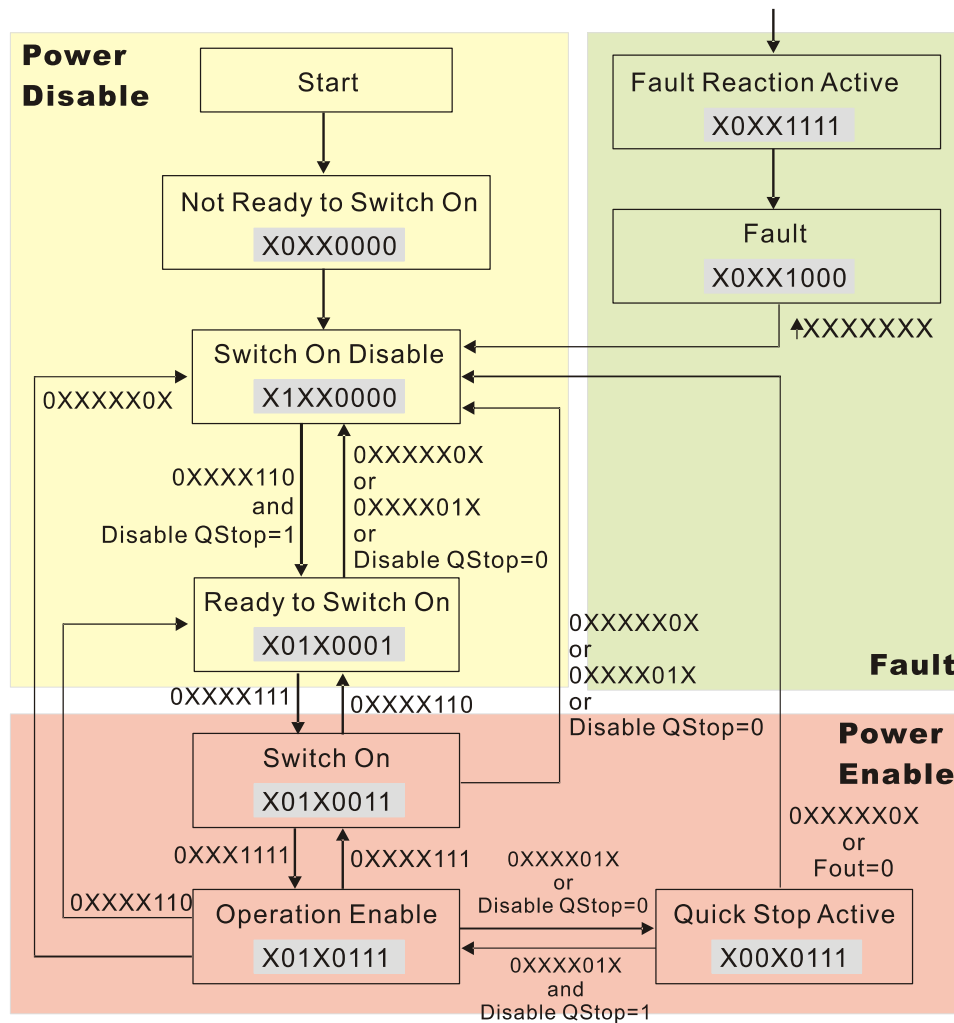 Power
Disable
Start
Not Ready to Switch On
X0XX0000
Switch On Disable
X1XX0000
0XXXXX0X
0XXXX110
and
Disable QStop=1
0XXXXX0X
or
0XXXX01X
or
Disable QStop=0
Ready to Switch On
X01X0001
0XXXX111
0XXXX110
Fault Reaction Active
X0XX1111
Fault
X0XX1000
XXXXXXX
Fault
0XXXXX0X
or
0XXXX01X
or
Disable QStop=0
Power
Enable
Switch On
X01X0011
0XXX1111
0XXXX111
0XXXX110
Operation Enable
X01X0111
0XXXX01X
or
Disable QStop=0
0XXXX01X
and
Disable QStop=1
0XXXXX0X
or
Fout=0
Quick Stop Active
X00X0111